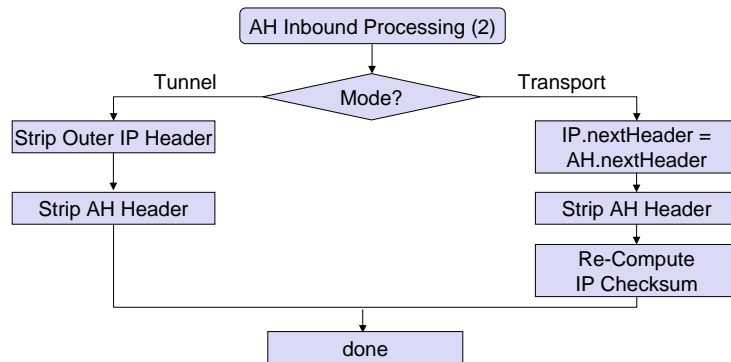 AH Inbound Processing (2)
Tunnel
Transport
Mode?
Strip Outer IP Header
IP.nextHeader =
AH.nextHeader
Strip AH Header
Strip AH Header
Re-Compute
IP Checksum
done